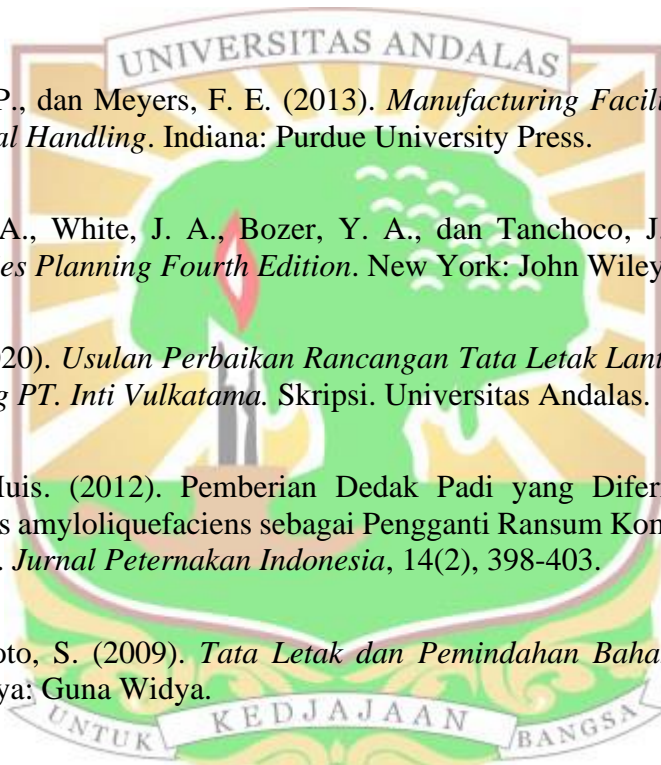 UNIVERSITAS ANDALAS
P., dan Meyers, F. E. (2013). Manufacturing Facili
al Handling. Indiana: Purdue University Press.
A., White, J. A., Bozer, Y. A., dan Tanchoco, J.
es Planning Fourth Edition. New York: John Wiley
20). Usulan Perbaikan Rancangan Tata Letak Lant
g PT. Inti Vulkatama. Skripsi. Universitas Andalas.
uis. (2012). Pemberian Dedak Padi yang Difer
s amyloliquefaciens sebagai Pengganti Ransum Kon
. Jurnal Peternakan Indonesia, 14(2), 398-403.
oto, S. (2009). Tata Letak dan Pemindahan Baha
ya: Guna Widya.
UNTUK KEDJAJAAN BANGSA